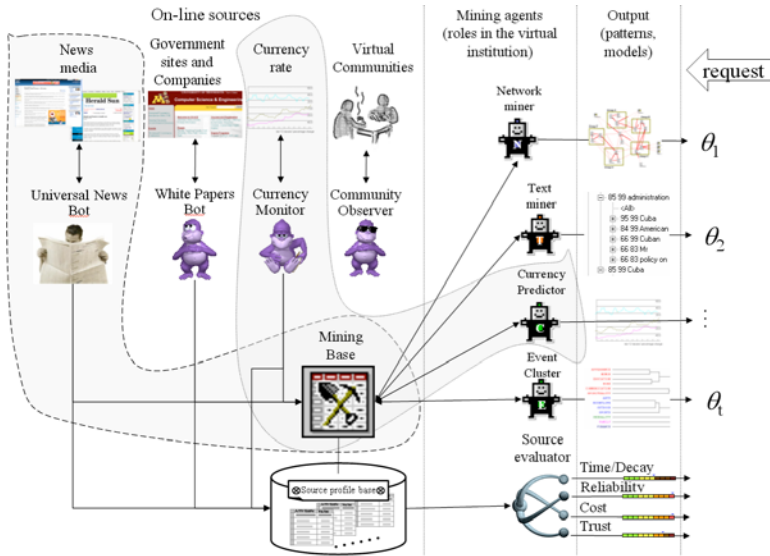 On-line sources
Mining agents
(roles in the virtual
institution)
Output
(patterns,
models)
request
News
media
Government
sites and
Companies
Currency
rate
Virtual
Communities
Herald Sun
Computer Science & Engineering
Universal News
Bot
White Papers
Bot
Currency
Monitor
Community
Observer
Network
miner
N
θ1
Text
miner
T
85 99 administration
<All>
95 99 Cuba
84 99 American
66 99 Cuban
66 83 Mr
66 83 policy on
85 99 Cuba
θ2
Currency
Predictor
C
:
Mining
Base
Event
Cluster
E
θt
Source
evaluator
Source profile base
Time/Decay
Reliability
Cost
Trust